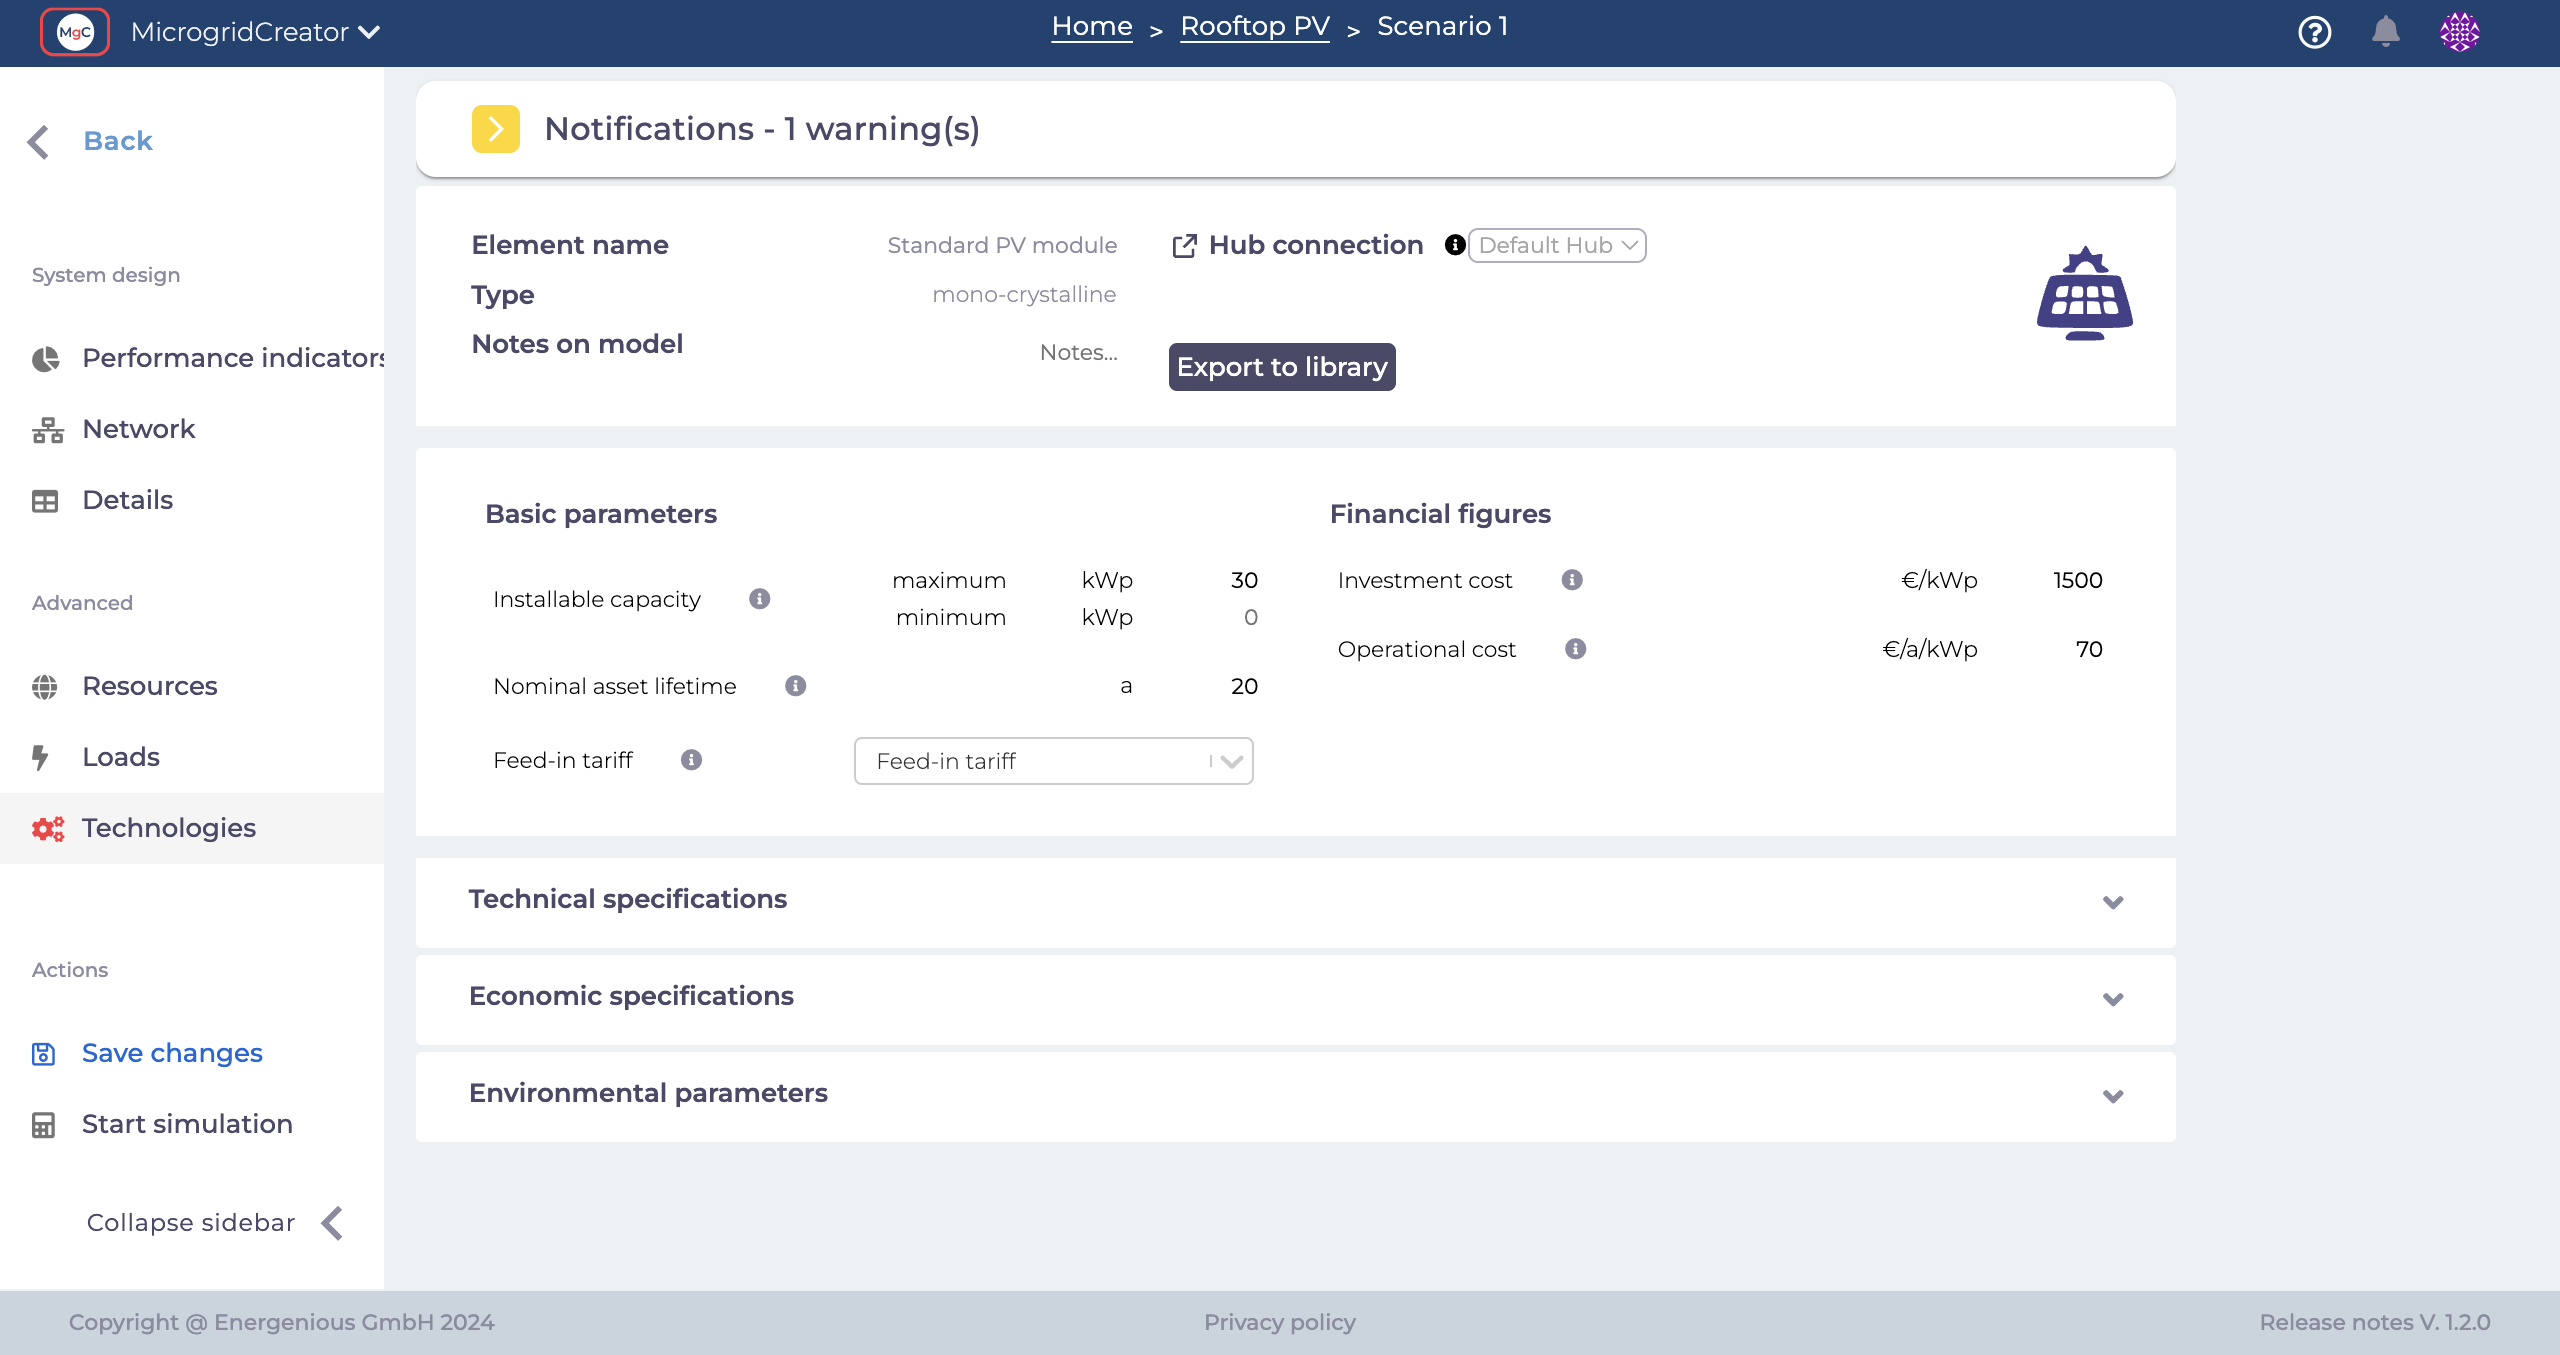 MgC MicrogridCreator
Home > Rooftop PV > Scenario 1
Back
System design
Performance indicators
Network
Details
Advanced
Resources
Loads
Technologies
Actions
Save changes
Start simulation
Collapse sidebar
Notifications - 1 warning(s)
Element name Standard PV module
Type mono-crystalline
Notes on model Notes...
Hub connection Default Hub
Export to library
Basic parameters
Installable capacity
maximum kWp 30
minimum kWp 0
Nominal asset lifetime a 20
Feed-in tariff Feed-in tariff
Financial figures
Investment cost €/kWp 1500
Operational cost €/a/kWp 70
Technical specifications
Economic specifications
Environmental parameters
Copyright @ Energenious GmbH 2024
Privacy policy
Release notes V. 1.2.0